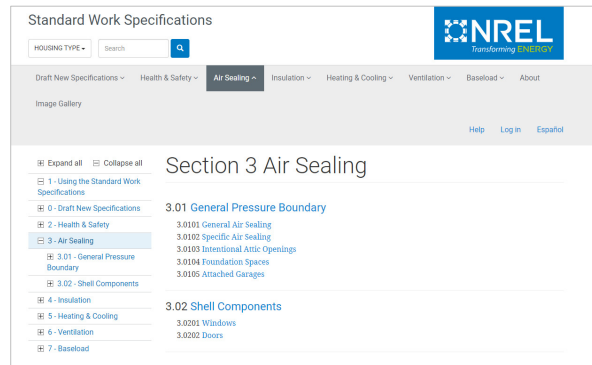 Standard Work Specifications
HOUSING TYPE
Search
NREL
Transforming ENERGY
Draft New Specifications
Health & Safety
Air Sealing
Insulation
Heating & Cooling
Ventilation
Baseload
About
Image Gallery
Help
Log in
Español
Expand all
Collapse all
1 - Using the Standard Work
Specifications
0 - Draft New Specifications
2 - Health & Safety
3 - Air Sealing
3.01 - General Pressure
Boundary
3.02 - Shell Components
4 - Insulation
5 - Heating & Cooling
6 - Ventilation
7 - Baseload
Section 3 Air Sealing
3.01 General Pressure Boundary
3.0101 General Air Sealing
3.0102 Specific Air Sealing
3.0103 Intentional Attic Openings
3.0104 Foundation Spaces
3.0105 Attached Garages
3.02 Shell Components
3.0201 Windows
3.0202 Doors